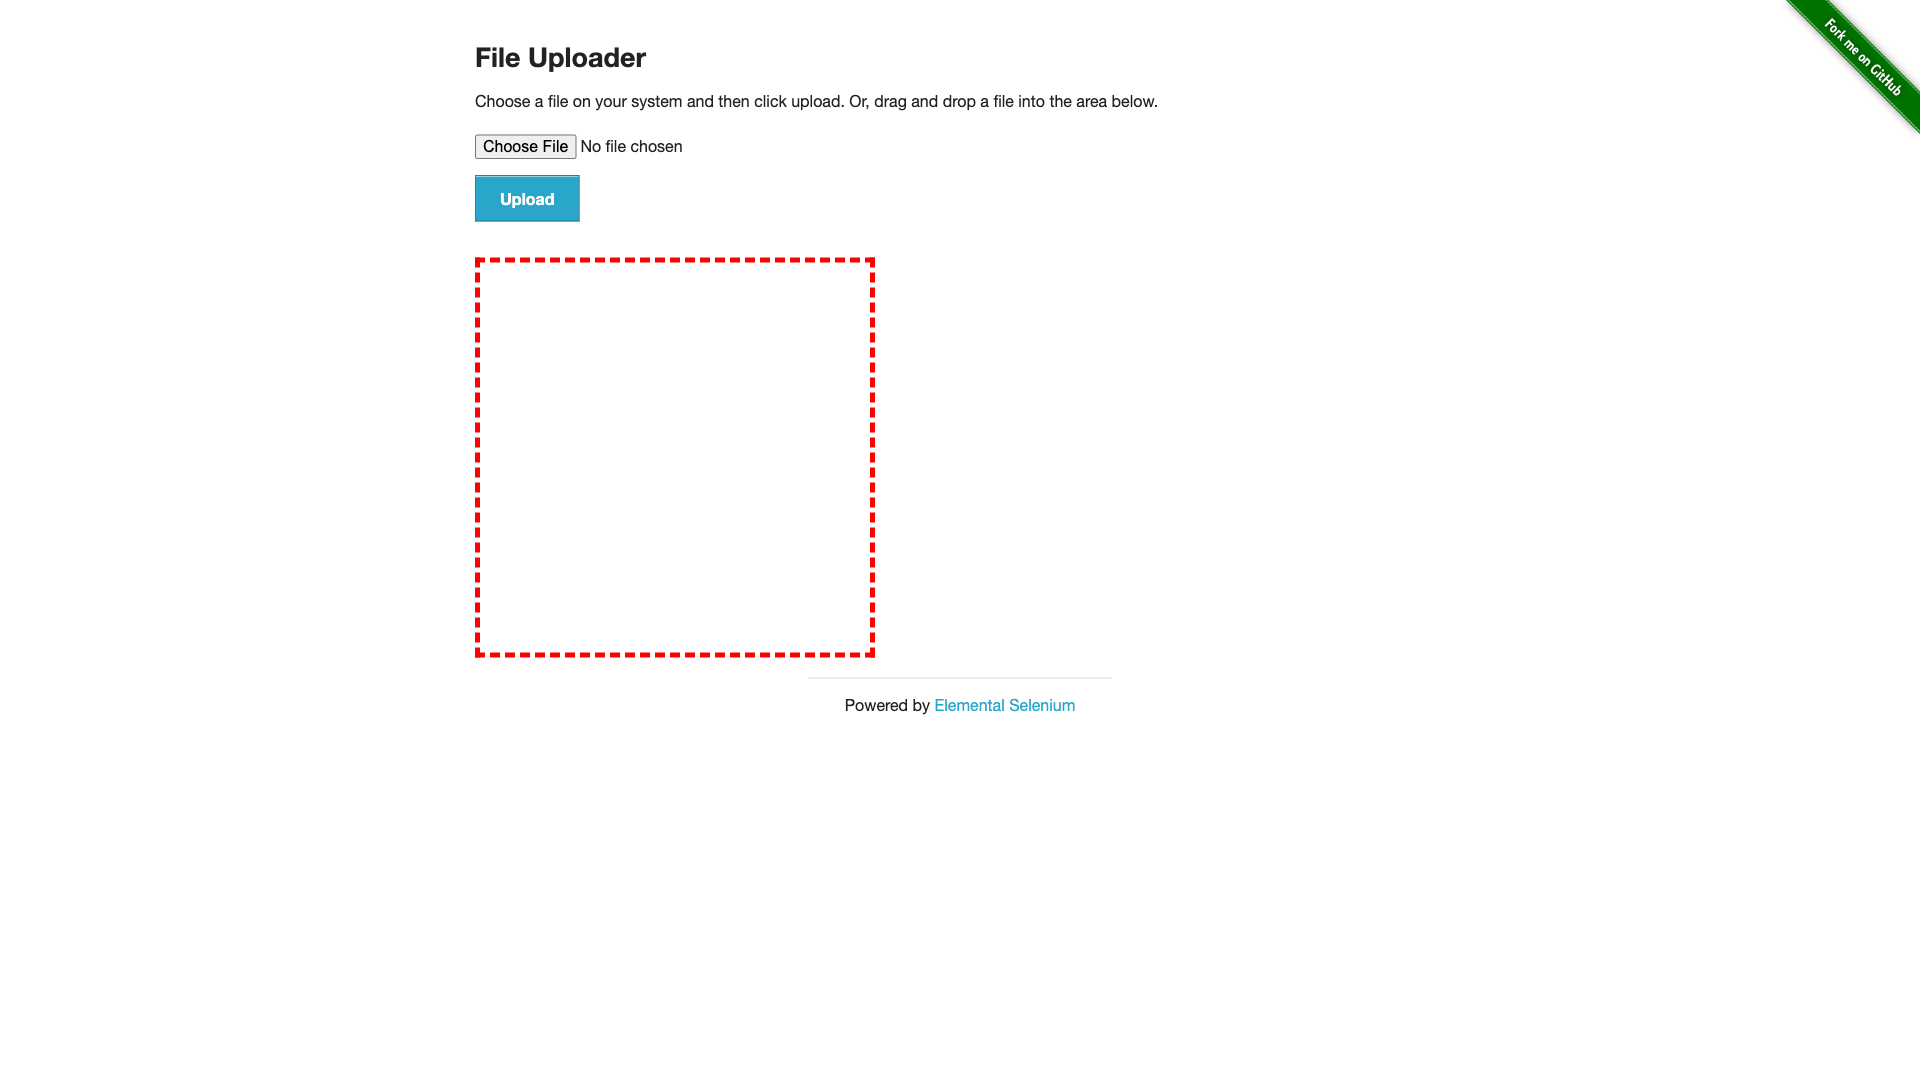 File Uploader
Choose a file on your system and then click upload. Or, drag and drop a file into the area below.
Choose File No file chosen
Upload
Powered by Elemental Selenium
Fork me on GitHub